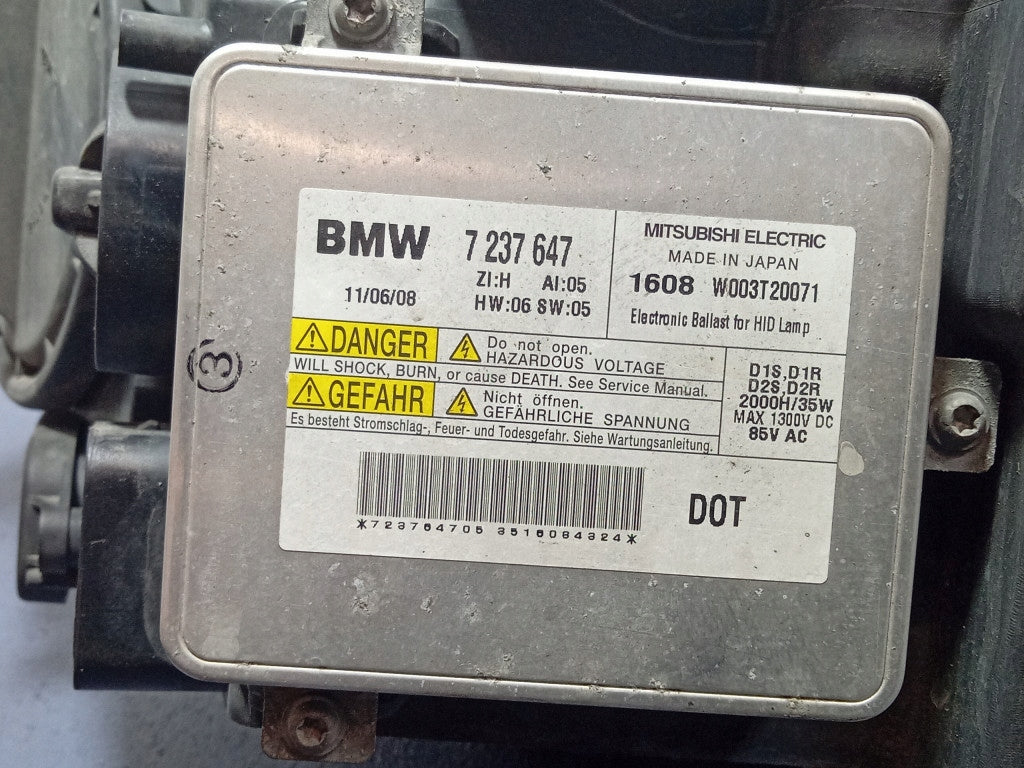 BMW 7 237 647
ZI:H AI:05
11/06/08 HW:06 SW:05
MITSUBISHI ELECTRIC
MADE IN JAPAN
1608 W003T20071
Electronic Ballast for HID Lamp
DANGER Do not open.
HAZARDOUS VOLTAGE
WILL SHOCK, BURN, or cause DEATH. See Service Manual.
GEFAHR Nicht öffnen.
GEFÄHRLICHE SPANNUNG
Es besteht Stromschlag-, Feuer- und Todesgefahr. Siehe Wartungsanleitung.
D1S,D1R
D2S,D2R
2000H/35W
MAX 1300V DC
85V AC
*723764705 3516084324*
DOT
3